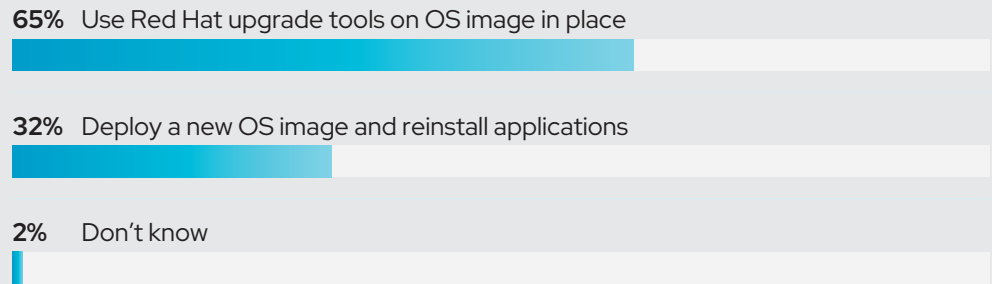 65% Use Red Hat upgrade tools on OS image in place
32% Deploy a new OS image and reinstall applications
2% Don’t know